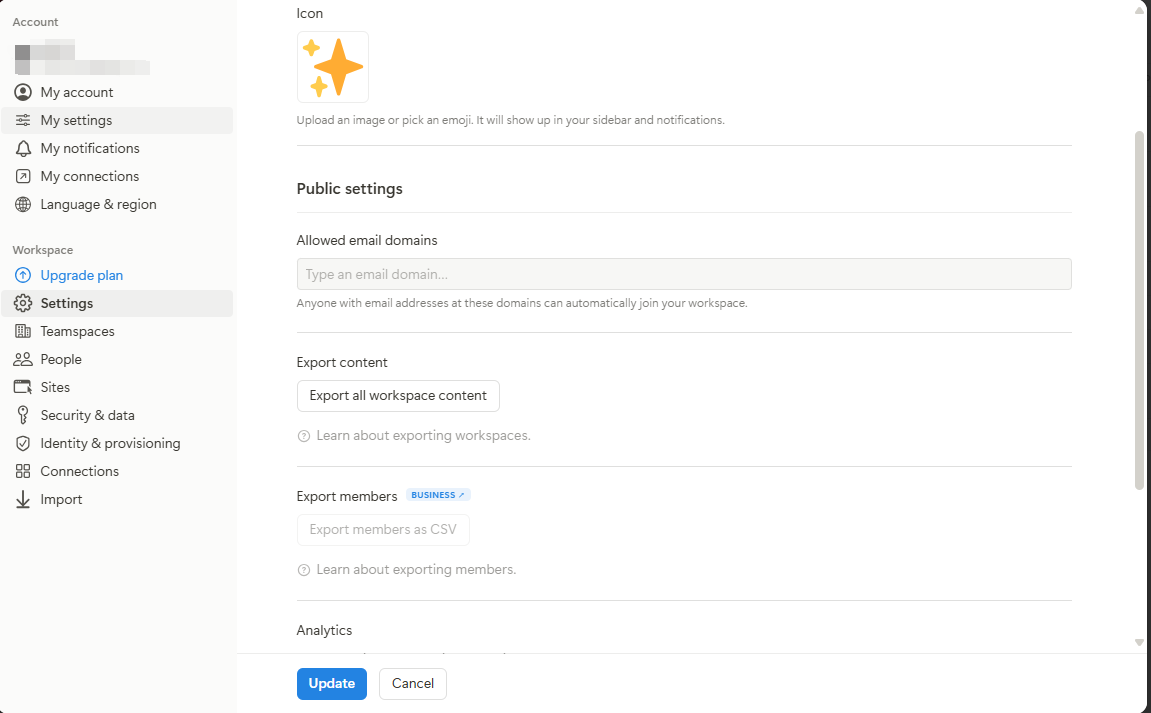 Account
My account
My settings
My notifications
My connections
Language & region
Workspace
Upgrade plan
Settings
Teamspaces
People
Sites
Security & data
Identity & provisioning
Connections
Import
Icon
Upload an image or pick an emoji. It will show up in your sidebar and notifications.
Public settings
Allowed email domains
Type an email domain...
Anyone with email addresses at these domains can automatically join your workspace.
Export content
Export all workspace content
Learn about exporting workspaces.
Export members BUSINESS ↗
Export members as CSV
Learn about exporting members.
Analytics
Update Cancel